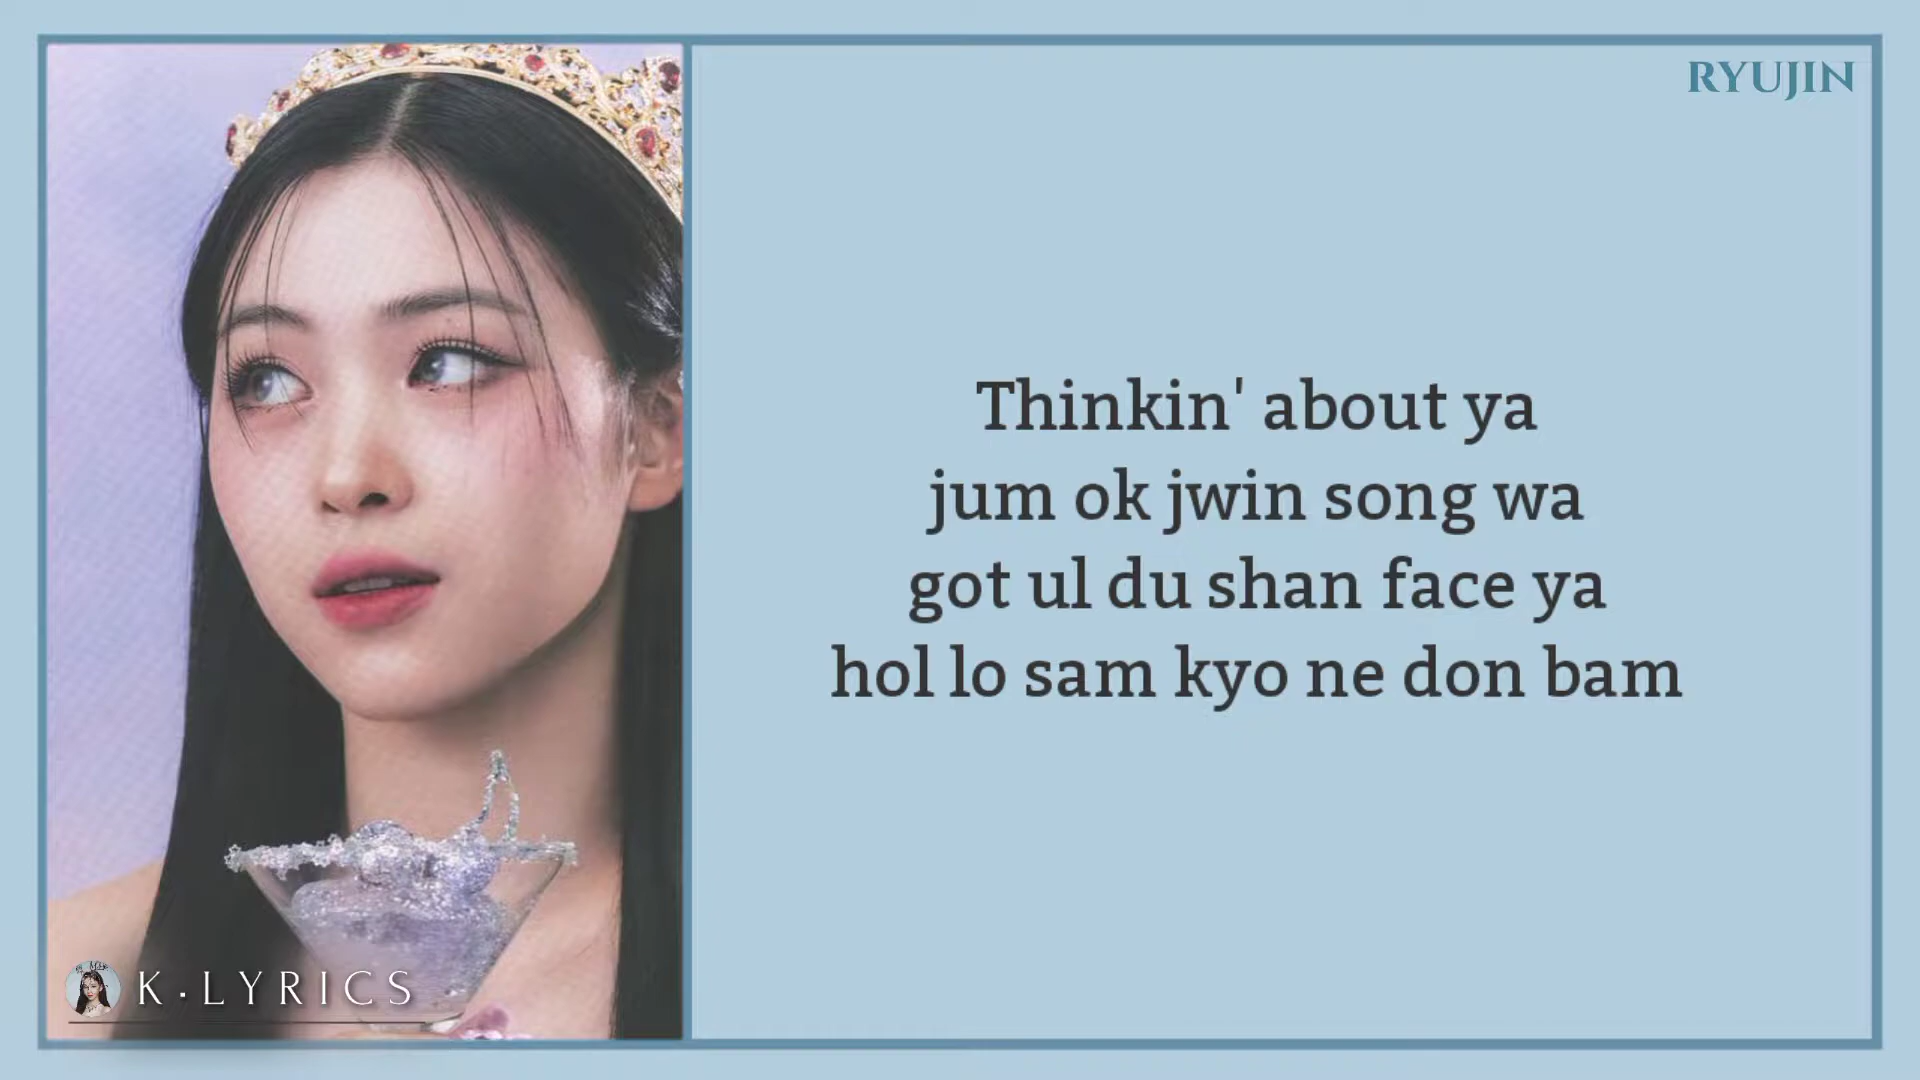 RYUJIN
Thinkin' about ya
jum ok jwin song wa
got ul du shan face ya
hol lo sam kyo ne don bam
K·LYRICS